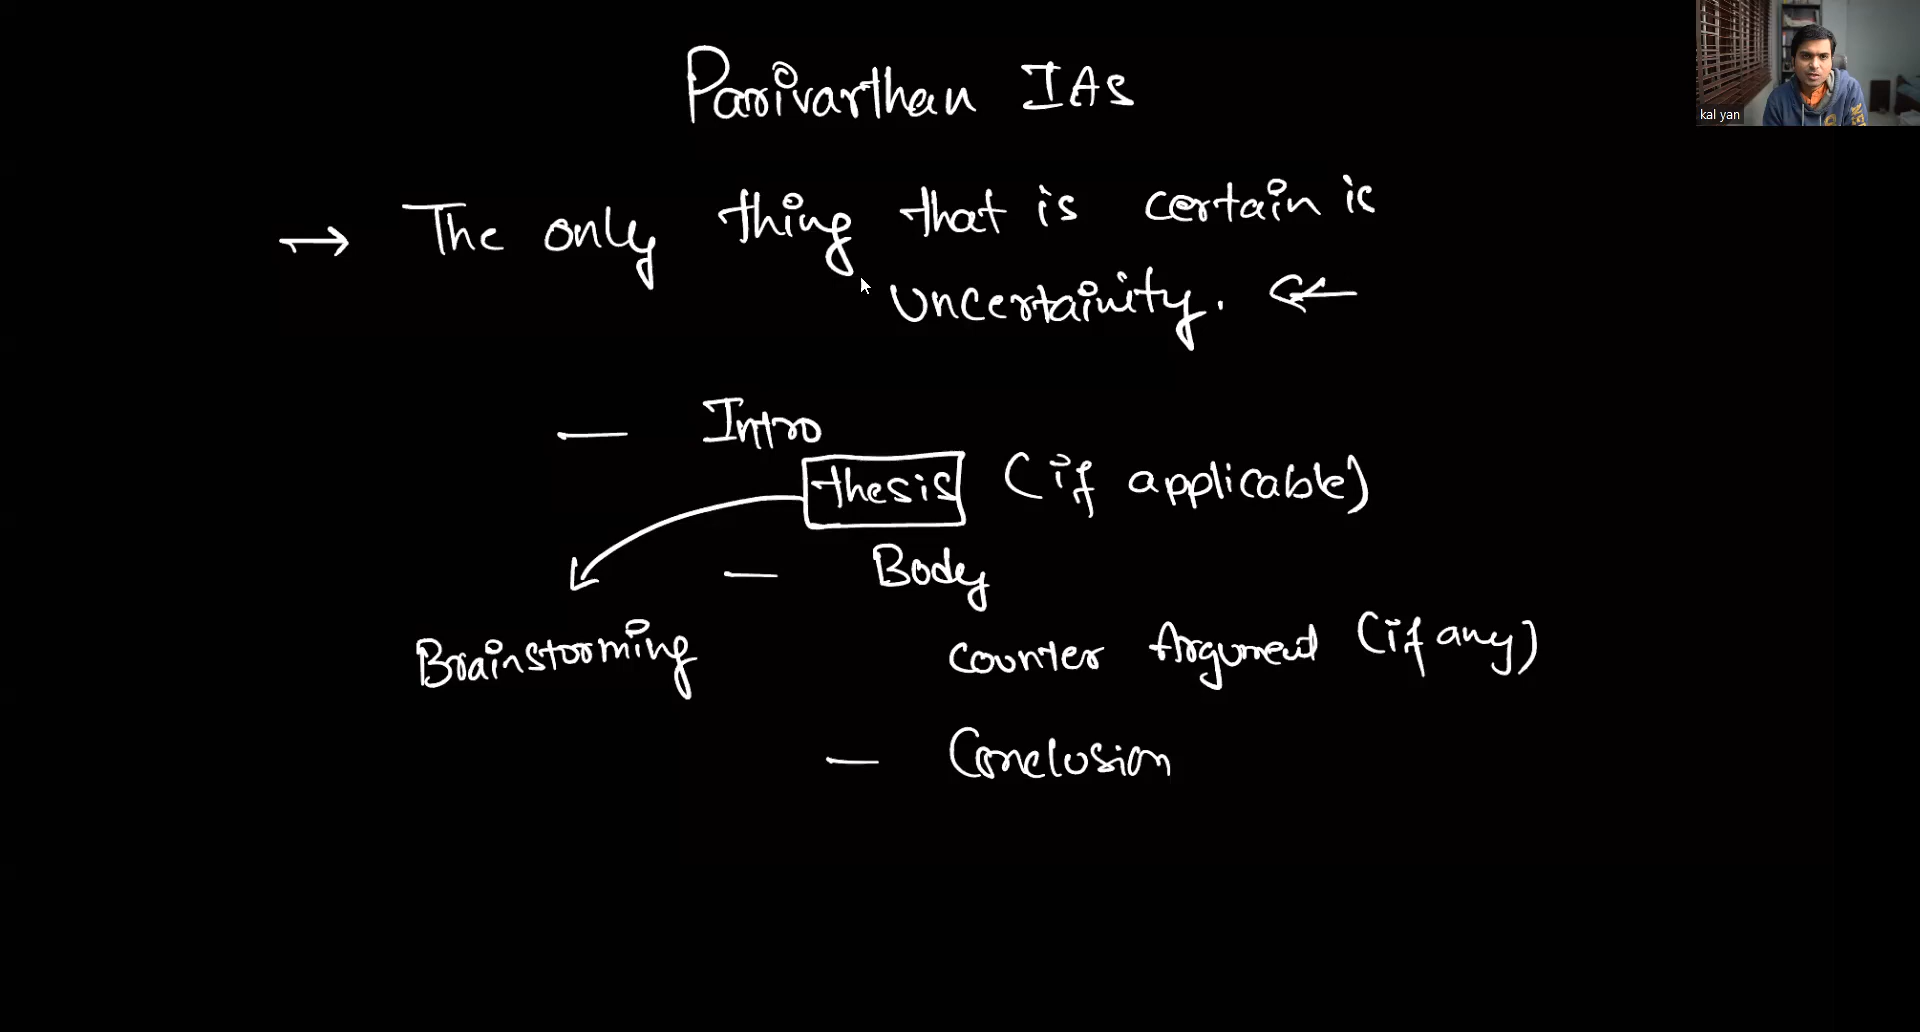 Parivarthan IAS
kal yan
→ The only thing that is certain is
uncertainity. ←
— Intro
thesis (if applicable)
— Body
Brainstorming
counter Argument (if any)
— Conclusion